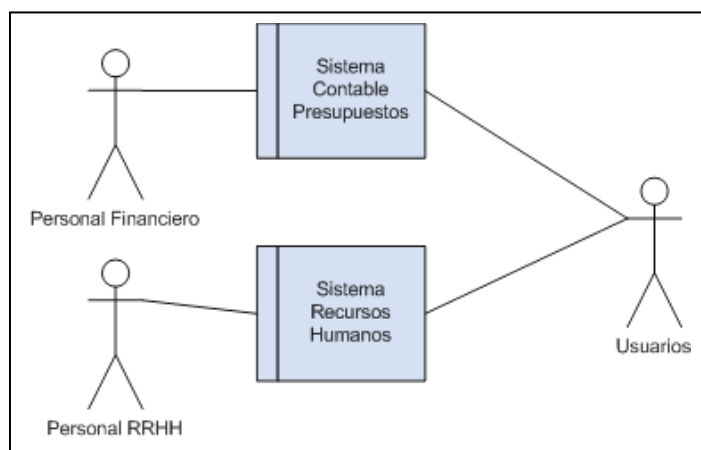 Sistema
Contable
Presupuestos
Personal Financiero
Sistema
Recursos
Humanos
Usuarios
Personal RRHH